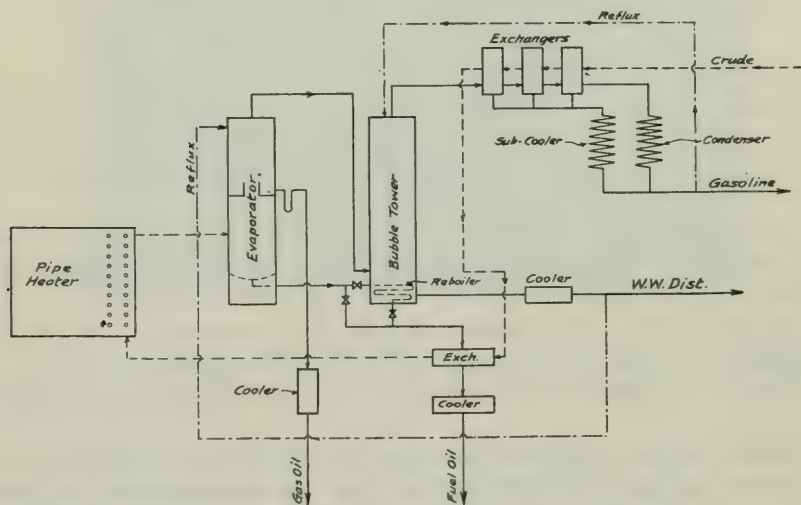 Reflux
Exchangers
Crude
Sub-Cooler
Condenser
Gasoline
Reflux
Evaporator
Bubble Tower
Pipe
Heater
Reboiler
Cooler
W.W. Dist.
Exch.
Cooler
Cooler
Gas Oil
Fuel Oil